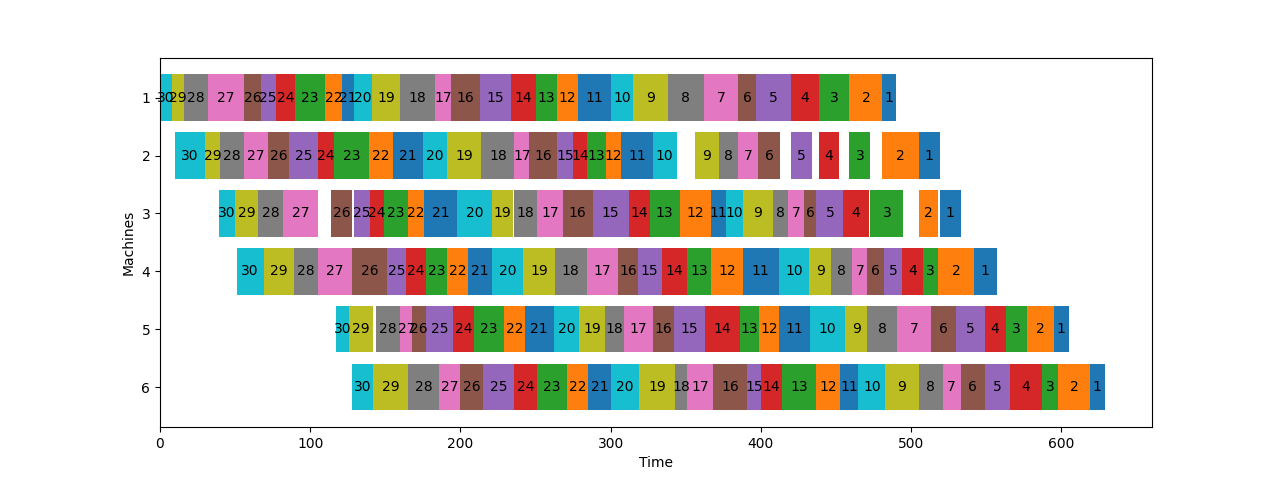 1 30 29 28 27 26 25 24 23 22 21 20 19 18 17 16 15 14 13 12 11 10 9 8 7 6 5 4 3 2 1
2 30 29 28 27 26 25 24 23 22 21 20 19 18 17 16 15 14 13 12 11 10 9 8 7 6 5 4 3 2 1
3 30 29 28 27 26 25 24 23 22 21 20 19 18 17 16 15 14 13 12 11 10 9 8 7 6 5 4 3 2 1
4 30 29 28 27 26 25 24 23 22 21 20 19 18 17 16 15 14 13 12 11 10 9 8 7 6 5 4 3 2 1
5 30 29 28 27 26 25 24 23 22 21 20 19 18 17 16 15 14 13 12 11 10 9 8 7 6 5 4 3 2 1
6 30 29 28 27 26 25 24 23 22 21 20 19 18 17 16 15 14 13 12 11 10 9 8 7 6 5 4 3 2 1
Machines
0 100 200 300 400 500 600
Time